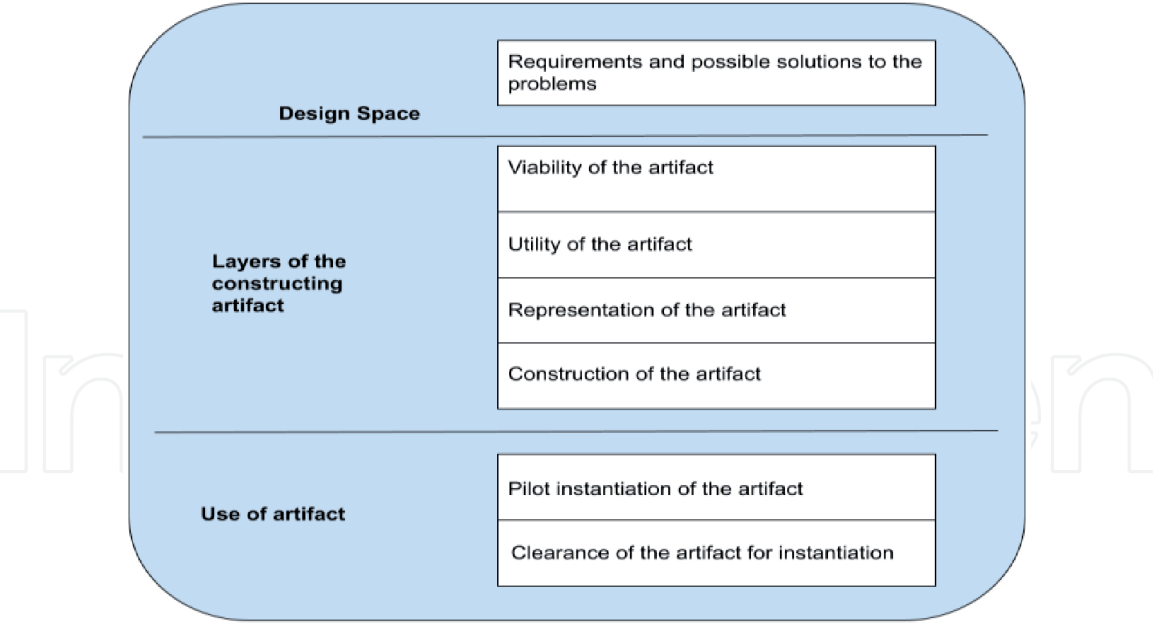 Requirements and possible solutions to the
problems
Design Space
Viability of the artifact
Utility of the artifact
Layers of the
constructing
artifact
Representation of the artifact
Construction of the artifact
Pilot instantiation of the artifact
Use of artifact
Clearance of the artifact for instantiation